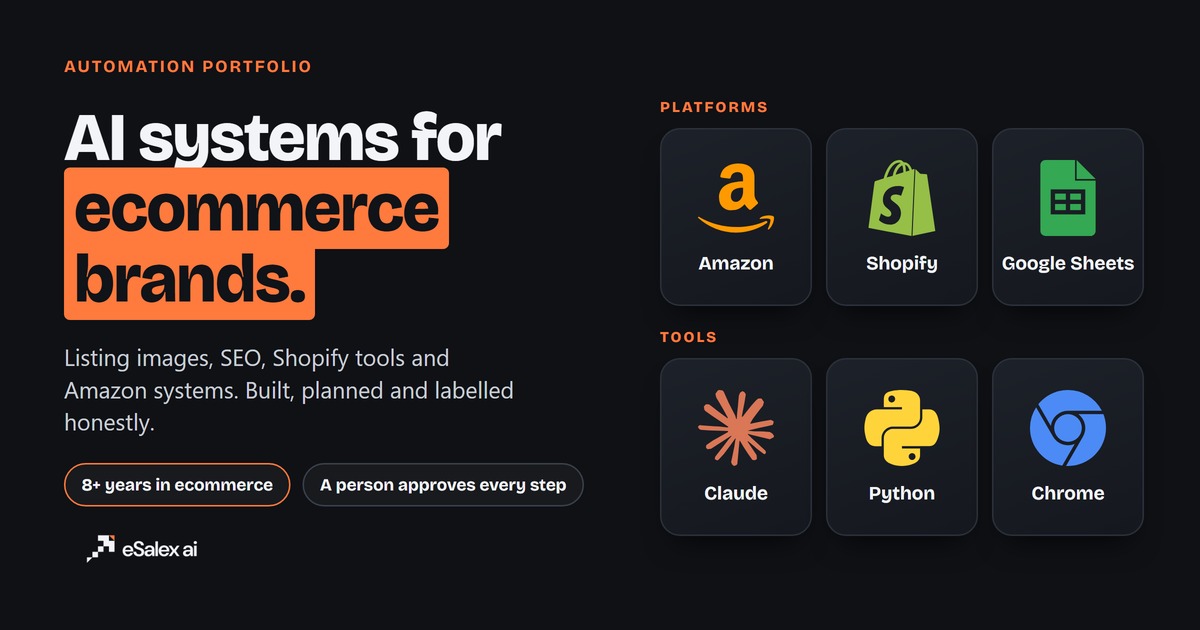 AUTOMATION PORTFOLIO
AI systems for
ecommerce
brands.
Listing images, SEO, Shopify tools and
Amazon systems. Built, planned and labelled
honestly.
8+ years in ecommerce
A person approves every step
eSalex ai
PLATFORMS
Amazon
Shopify
Google Sheets
TOOLS
Claude
Python
Chrome